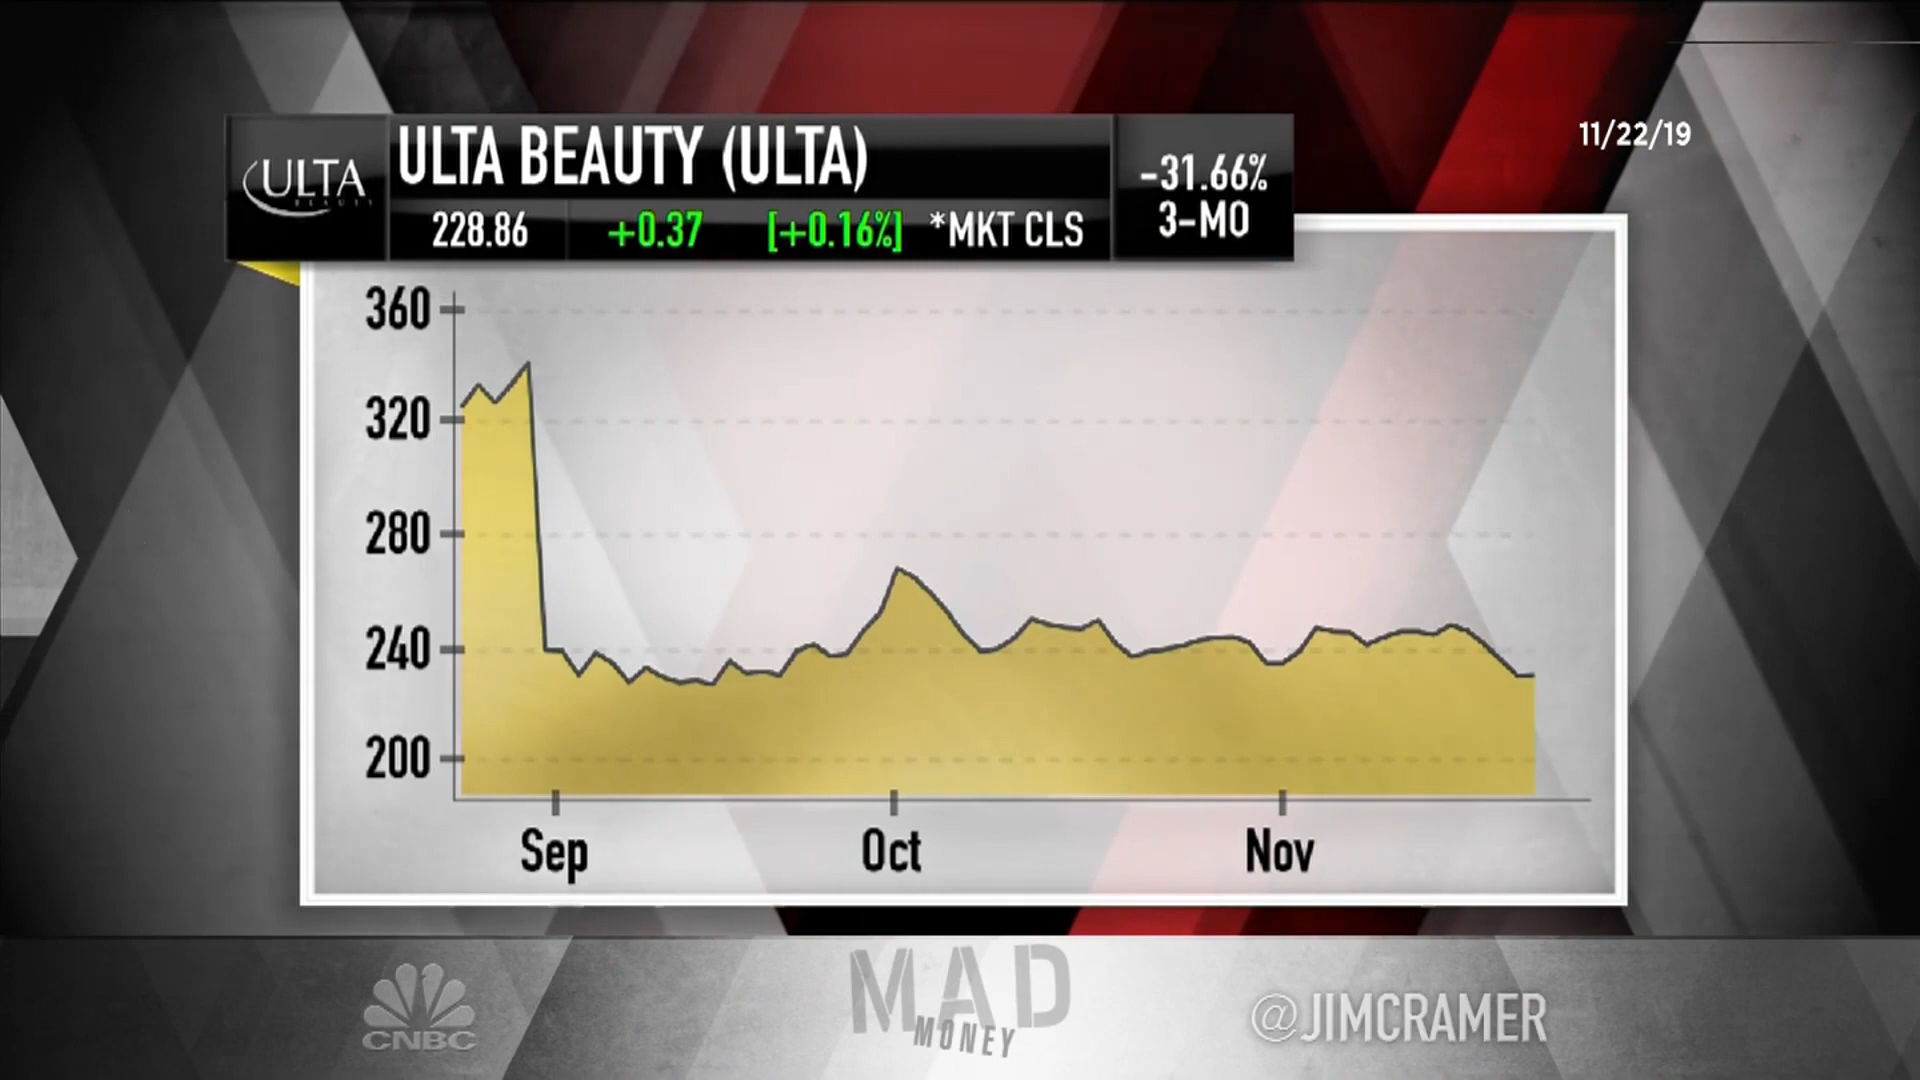 ULTA
BEAUTY
ULTA BEAUTY (ULTA)
228.86 +0.37 [+0.16%] *MKT CLS
-31.66%
3-MO
11/22/19
360
320
280
240
200
Sep Oct Nov
CNBC
MAD
MONEY
@JIMCRAMER